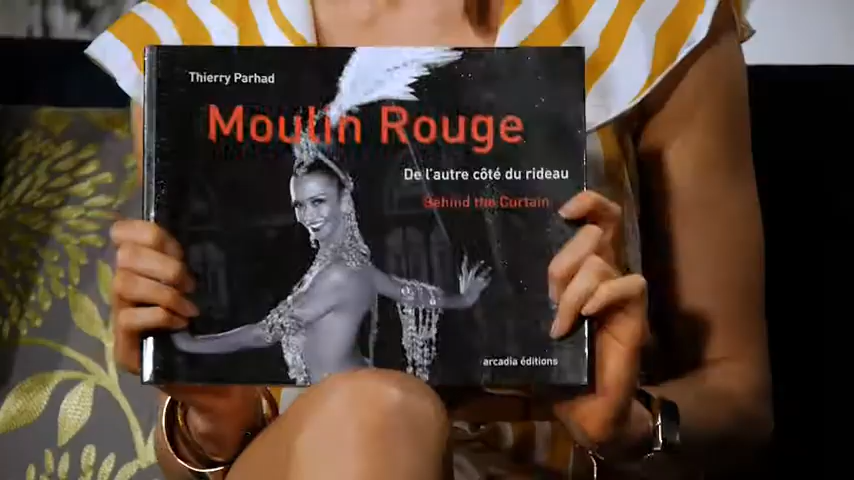 Thierry Parhad
Moulin Rouge
De l'autre côté du rideau
Behind the Curtain
arcadia éditions